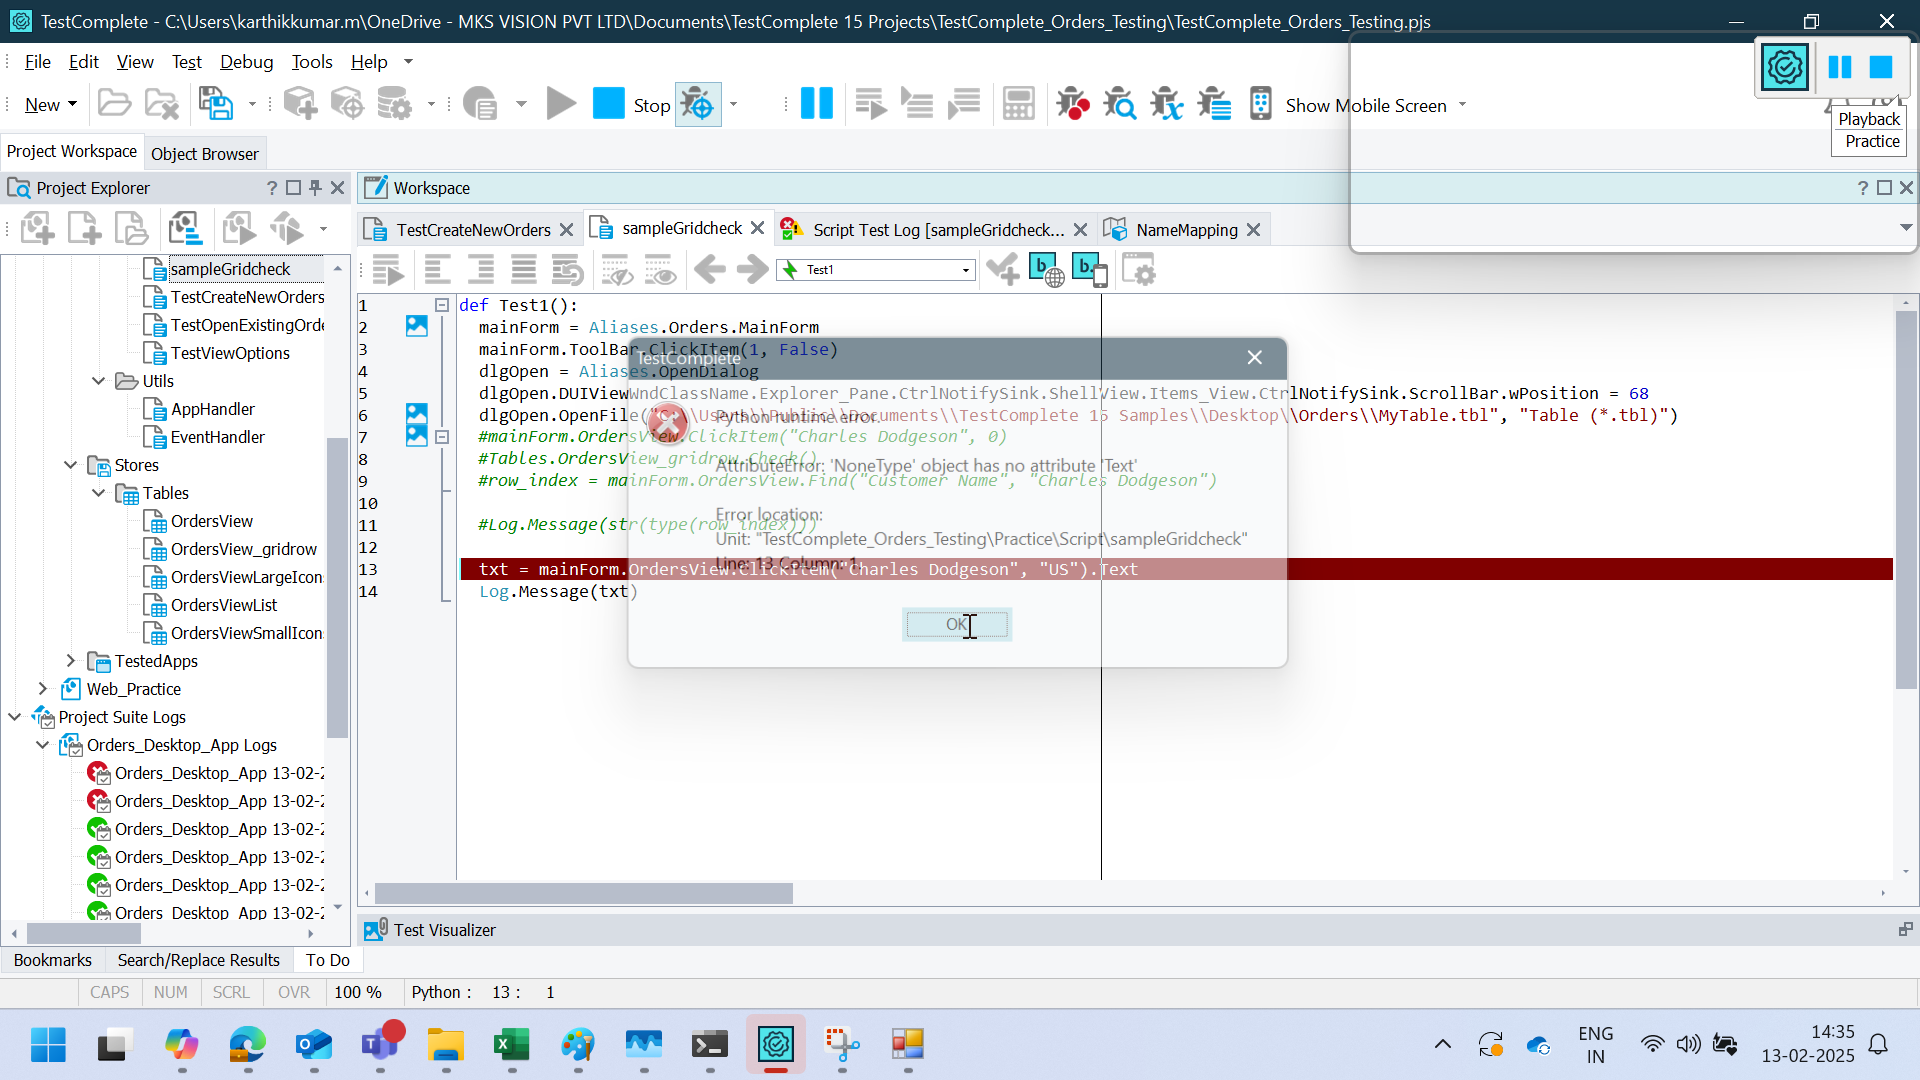 TestComplete - C:\Users\karthikkumar.m\OneDrive - MKS VISION PVT LTD\Documents\TestComplete 15 Projects\TestComplete_Orders_Testing\TestComplete_Orders_Testing.pjs
File Edit View Test Debug Tools Help
New Stop Show Mobile Screen
Playback
Practice
Project Workspace Object Browser
Project Explorer
Workspace
TestCreateNewOrders sampleGridcheck Script Test Log [sampleGridcheck... NameMapping
Test1
sampleGridcheck
TestCreateNewOrders
TestOpenExistingOrde
TestViewOptions
Utils
AppHandler
EventHandler
Stores
Tables
OrdersView
OrdersView_gridrow
OrdersViewLargeIcon
OrdersViewList
OrdersViewSmallIcon
TestedApps
Web_Practice
Project Suite Logs
Orders_Desktop_App Logs
Orders_Desktop_App 13-02-2
Orders_Desktop_App 13-02-2
Orders_Desktop_App 13-02-2
Orders_Desktop_App 13-02-2
Orders_Desktop_App 13-02-2
Orders_Desktop_App 13-02-2
1 def Test1():
2 mainForm = Aliases.Orders.MainForm
3 mainForm.ToolBar.ClickItem(1, False)
4 dlgOpen = Aliases.OpenDialog
5 dlgOpen.DUIViewWndClassName.Explorer_Pane.CtrlNotifySink.ShellView.Items_View.CtrlNotifySink.ScrollBar.wPosition = 68
6 dlgOpen.OpenFile("C:\\Users\\Public\\Documents\\TestComplete 15 Samples\\Desktop\\Orders\\MyTable.tbl", "Table (*.tbl)")
7 #mainForm.OrdersView.ClickItem("Charles Dodgeson", 0)
8 #Tables.OrdersView_gridrow.Check()
9 #row_index = mainForm.OrdersView.Find("Customer Name", "Charles Dodgeson")
10
11 #Log.Message(str(type(row_index)))
12
13 txt = mainForm.OrdersView.ClickItem("Charles Dodgeson", "US").Text
14 Log.Message(txt)
TestComplete
Python runtime error.
AttributeError: 'NoneType' object has no attribute 'Text'
Error location:
Unit: "TestComplete_Orders_Testing\Practice\Script\sampleGridcheck"
Line: 13 Column: 1
OK
Test Visualizer
Bookmarks Search/Replace Results To Do
CAPS NUM SCRL OVR 100 % Python : 13 : 1
ENG
IN
14:35
13-02-2025